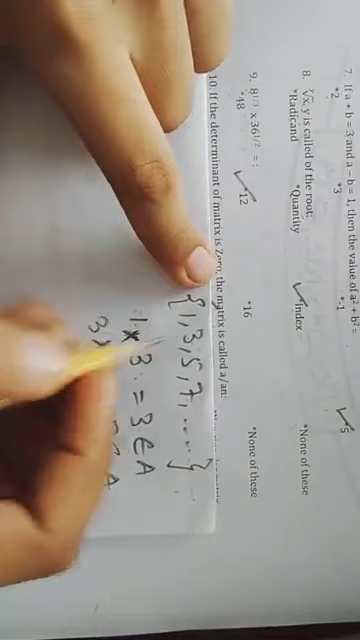 7. If a + b = 3 and a − b = 1, then the value of a² + b² =
*2 *3 *-1 ✓5
8. ʸ√x, y is called of the root:
*Radicand *Quantity ✓Index *None of these
9. 8^1/3 x 36^1/2 = :
*48 ✓12 *16 *None of these
10. If the determinant of matrix is Zero, the matrix is called a/an:
{1,3,5,7,....}
1 x 3 = 3 ∈ A